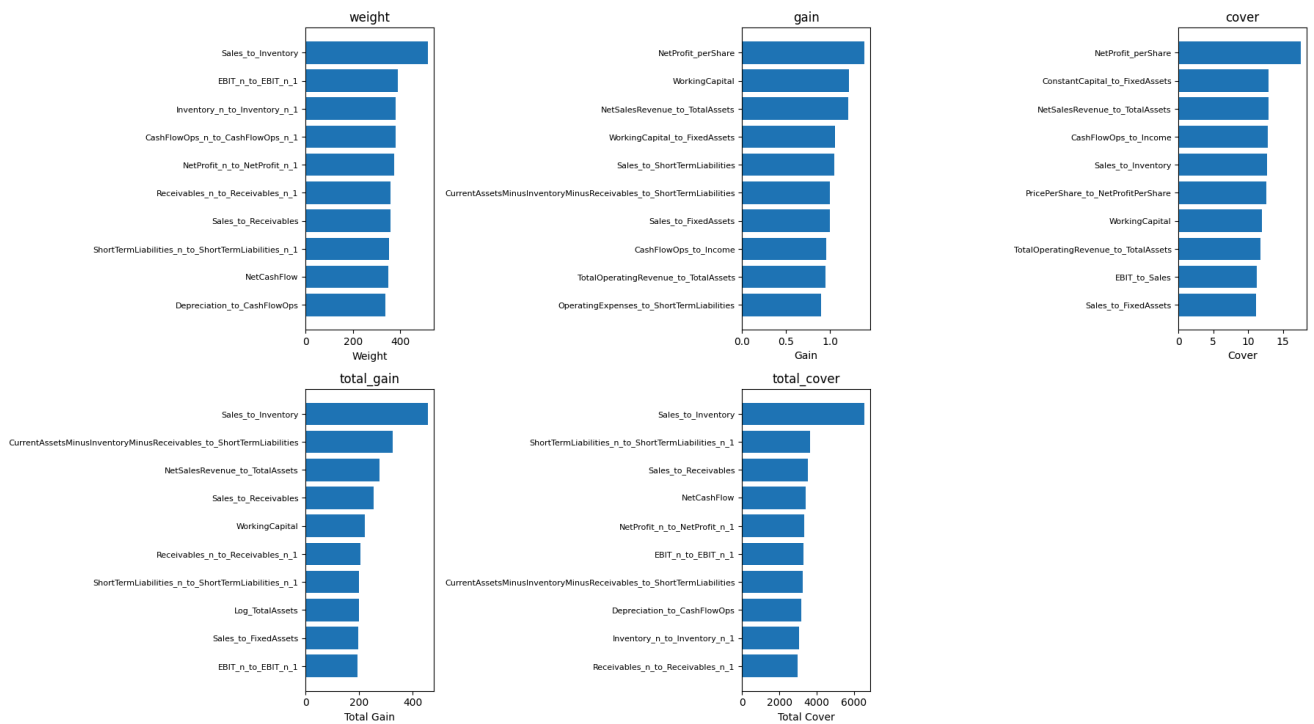 weight
Sales_to_Inventory
EBIT_n_to_EBIT_n_1
Inventory_n_to_Inventory_n_1
CashFlowOps_n_to_CashFlowOps_n_1
NetProfit_n_to_NetProfit_n_1
Receivables_n_to_Receivables_n_1
Sales_to_Receivables
ShortTermLiabilities_n_to_ShortTermLiabilities_n_1
NetCashFlow
Depreciation_to_CashFlowOps
0 200 400
Weight
gain
NetProfit_perShare
WorkingCapital
NetSalesRevenue_to_TotalAssets
WorkingCapital_to_FixedAssets
Sales_to_ShortTermLiabilities
CurrentAssetsMinusInventoryMinusReceivables_to_ShortTermLiabilities
Sales_to_FixedAssets
CashFlowOps_to_Income
TotalOperatingRevenue_to_TotalAssets
OperatingExpenses_to_ShortTermLiabilities
0.0 0.5 1.0
Gain
cover
NetProfit_perShare
ConstantCapital_to_FixedAssets
NetSalesRevenue_to_TotalAssets
CashFlowOps_to_Income
Sales_to_Inventory
PricePerShare_to_NetProfitPerShare
WorkingCapital
TotalOperatingRevenue_to_TotalAssets
EBIT_to_Sales
Sales_to_FixedAssets
0 5 10 15
Cover
total_gain
Sales_to_Inventory
CurrentAssetsMinusInventoryMinusReceivables_to_ShortTermLiabilities
NetSalesRevenue_to_TotalAssets
Sales_to_Receivables
WorkingCapital
Receivables_n_to_Receivables_n_1
ShortTermLiabilities_n_to_ShortTermLiabilities_n_1
Log_TotalAssets
Sales_to_FixedAssets
EBIT_n_to_EBIT_n_1
0 200 400
Total Gain
total_cover
Sales_to_Inventory
ShortTermLiabilities_n_to_ShortTermLiabilities_n_1
Sales_to_Receivables
NetCashFlow
NetProfit_n_to_NetProfit_n_1
EBIT_n_to_EBIT_n_1
CurrentAssetsMinusInventoryMinusReceivables_to_ShortTermLiabilities
Depreciation_to_CashFlowOps
Inventory_n_to_Inventory_n_1
Receivables_n_to_Receivables_n_1
0 2000 4000 6000
Total Cover